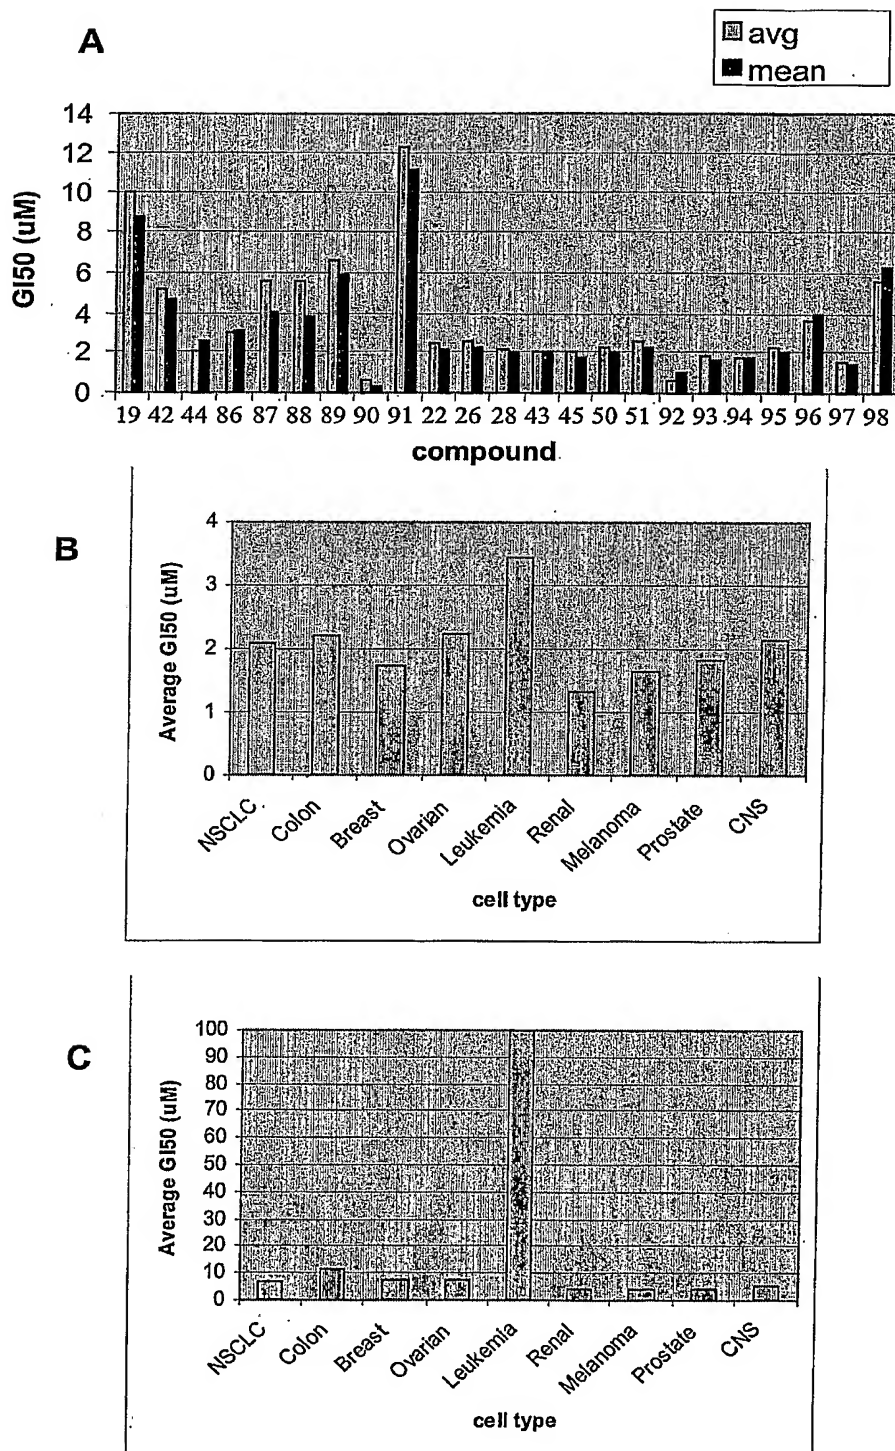 A
avg
mean
14
12
10
8
6
4
2
0
GI50 (uM)
19 42 44 86 87 88 89 90 91 22 26 28 43 45 50 51 92 93 94 95 96 97 98
compound
B
4
3
2
1
0
Average GI50 (uM)
NSCLC Colon Breast Ovarian Leukemia Renal Melanoma Prostate CNS
cell type
C
100
90
80
70
60
50
40
30
20
10
0
Average GI50 (uM)
NSCLC Colon Breast Ovarian Leukemia Renal Melanoma Prostate CNS
cell type